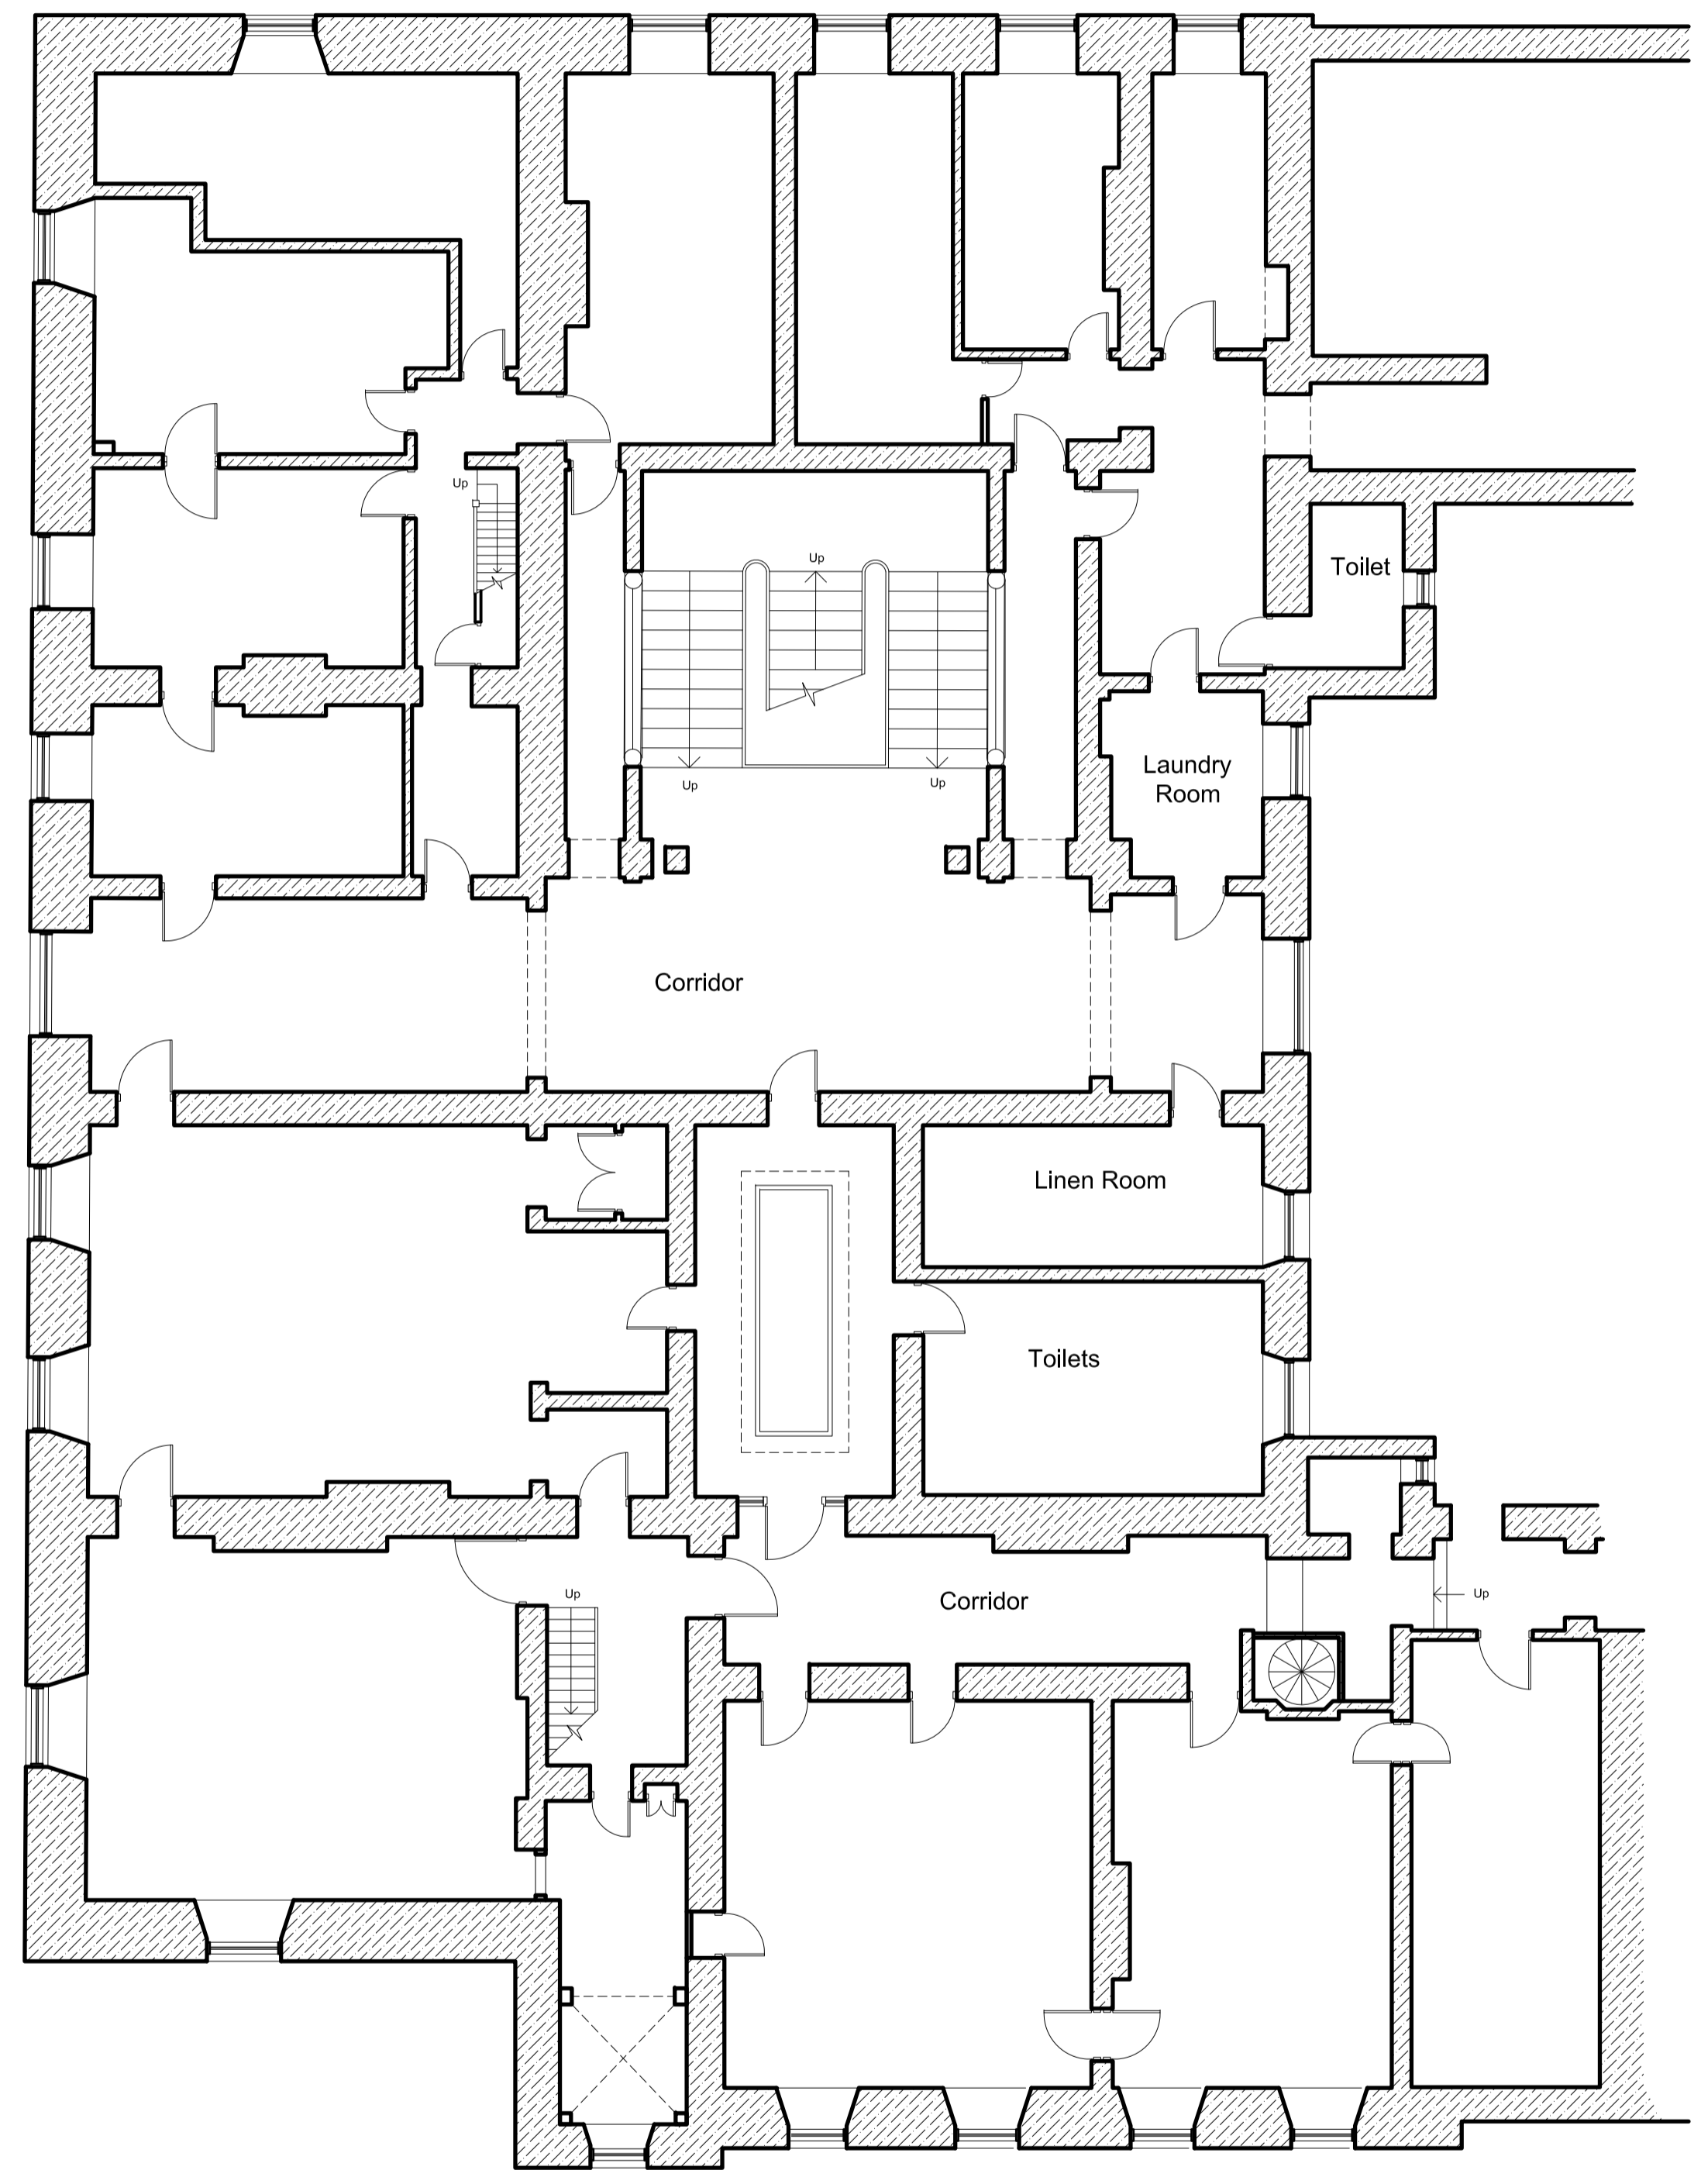 Up
Up
Toilet
Laundry
Room
Up
Up
Corridor
Linen Room
Toilets
Up
Corridor
Up